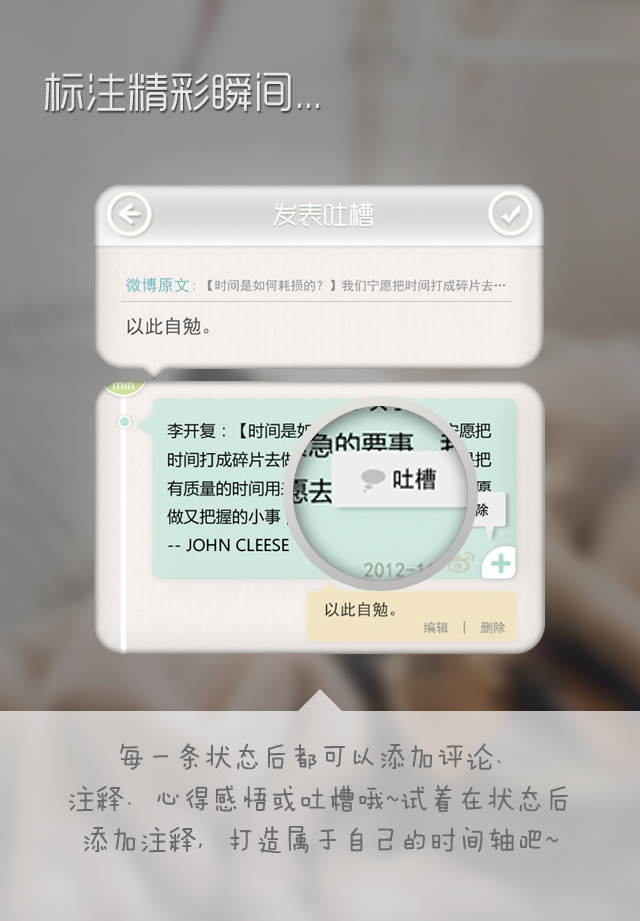 标注精彩瞬间...
发表吐槽
微博原文：【时间是如何耗损的？】我们宁愿把时间打成碎片去…
以此自勉。
min
李开复：【时间是如 急的要事，我 宁愿把
时间打成碎片去做 把
吐槽
有质量的时间用 愿去 愿
除
做又把握的小事
-- JOHN CLEESE
2012-1
以此自勉。
编辑 | 删除
每一条状态后都可以添加评论、
注释、心得感悟或吐槽哦~试着在状态后
添加注释，打造属于自己的时间轴吧~